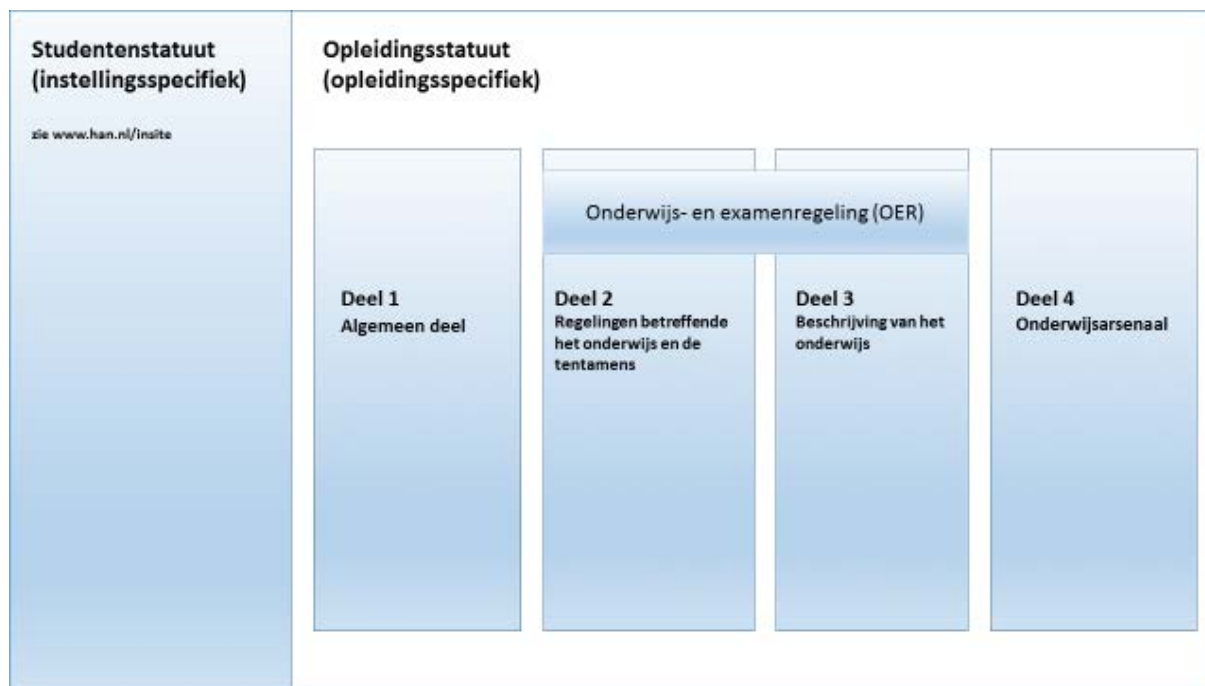 Studentenstatuut
(instellingsspecifiek)
zie www.han.nl/insite
Opleidingsstatuut
(opleidingsspecifiek)
Onderwijs- en examenregeling (OER)
Deel 1
Algemeen deel
Deel 2
Regelingen betreffende
het onderwijs en de
tentamens
Deel 3
Beschrijving van het
onderwijs
Deel 4
Onderwijsarsenaal